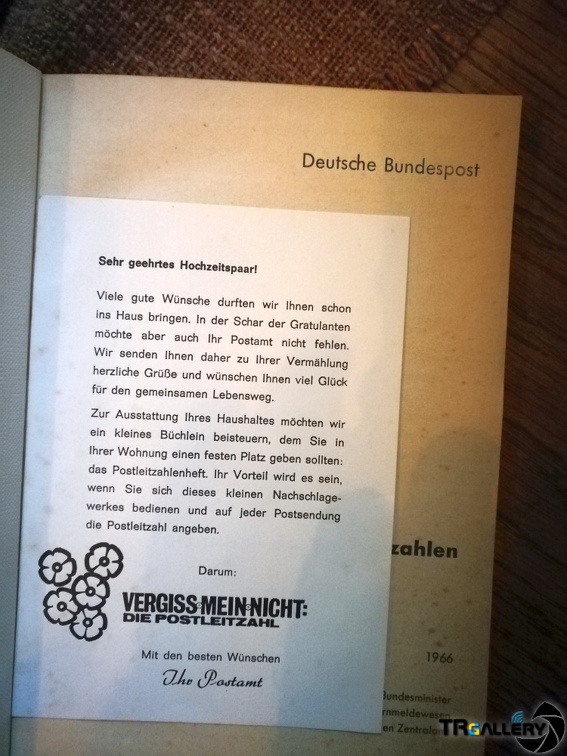 Deutsche Bundespost
Sehr geehrtes Hochzeitspaar!
Viele gute Wünsche durften wir Ihnen schon
ins Haus bringen. In der Schar der Gratulanten
möchte aber auch Ihr Postamt nicht fehlen.
Wir senden Ihnen daher zu Ihrer Vermählung
herzliche Grüße und wünschen Ihnen viel Glück
für den gemeinsamen Lebensweg.
Zur Ausstattung Ihres Haushaltes möchten wir
ein kleines Büchlein beisteuern, dem Sie in
Ihrer Wohnung einen festen Platz geben sollten:
das Postleitzahlenheft. Ihr Vorteil wird es sein,
wenn Sie sich dieses kleinen Nachschlage-
werkes bedienen und auf jeder Postsendung
die Postleitzahl angeben.
Darum:
VERGISS-MEIN-NICHT:
DIE POSTLEITZAHL
Mit den besten Wünschen
Ihr Postamt
zahlen
1966
undesminister
rnmeldewesen
en Zentralam
TRGALLERY